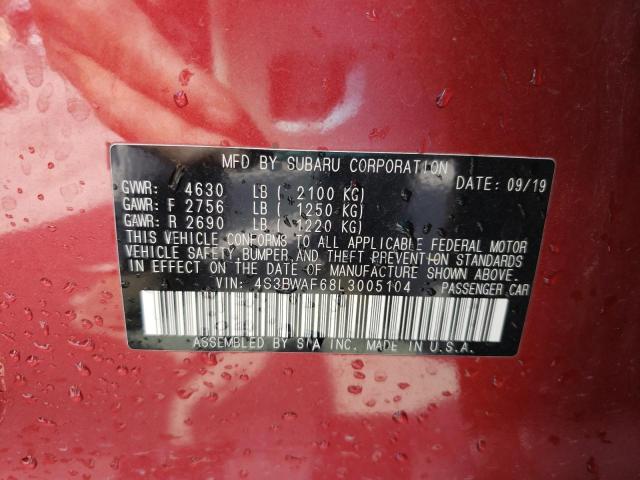 MFD BY SUBARU CORPORATION
DATE: 09/19
GVWR: 4630 LB ( 2100 KG)
GAWR: F 2756 LB ( 1250 KG)
GAWR: R 2690 LB ( 1220 KG)
THIS VEHICLE CONFORMS TO ALL APPLICABLE FEDERAL MOTOR
VEHICLE SAFETY, BUMPER, AND THEFT PREVENTION STANDARDS
IN EFFECT ON THE DATE OF MANUFACTURE SHOWN ABOVE.
VIN: 4S3BWAF68L3005104 PASSENGER CAR
ASSEMBLED BY SIA INC. MADE IN U.S.A.